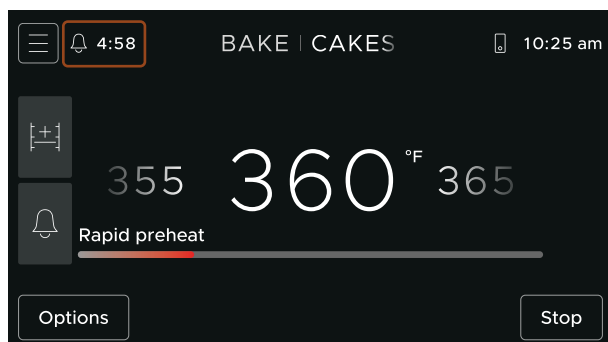 4:58
BAKE | CAKES
10:25 am
355
360 °F
365
Rapid preheat
Options
Stop